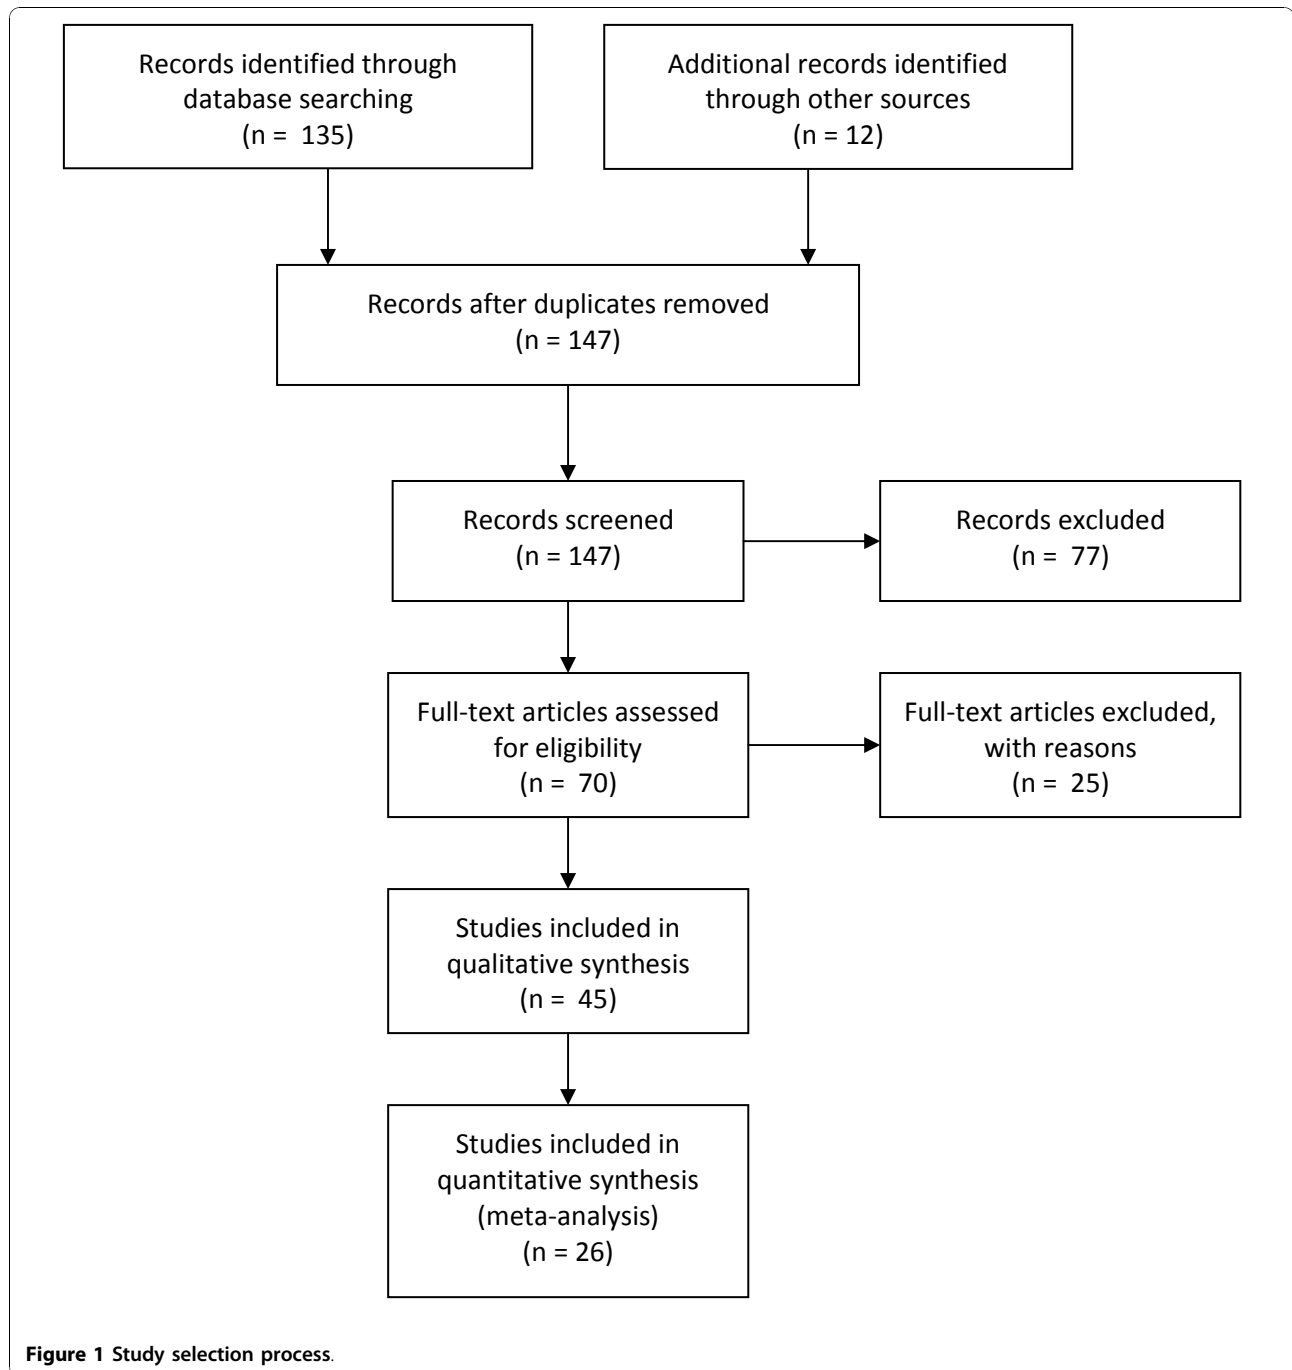 Records identified through
database searching
(n = 135)
Additional records identified
through other sources
(n = 12)
Records after duplicates removed
(n = 147)
Records screened
(n = 147)
Records excluded
(n = 77)
Full-text articles assessed
for eligibility
(n = 70)
Full-text articles excluded,
with reasons
(n = 25)
Studies included in
qualitative synthesis
(n = 45)
Studies included in
quantitative synthesis
(meta-analysis)
(n = 26)
Figure 1 Study selection process.